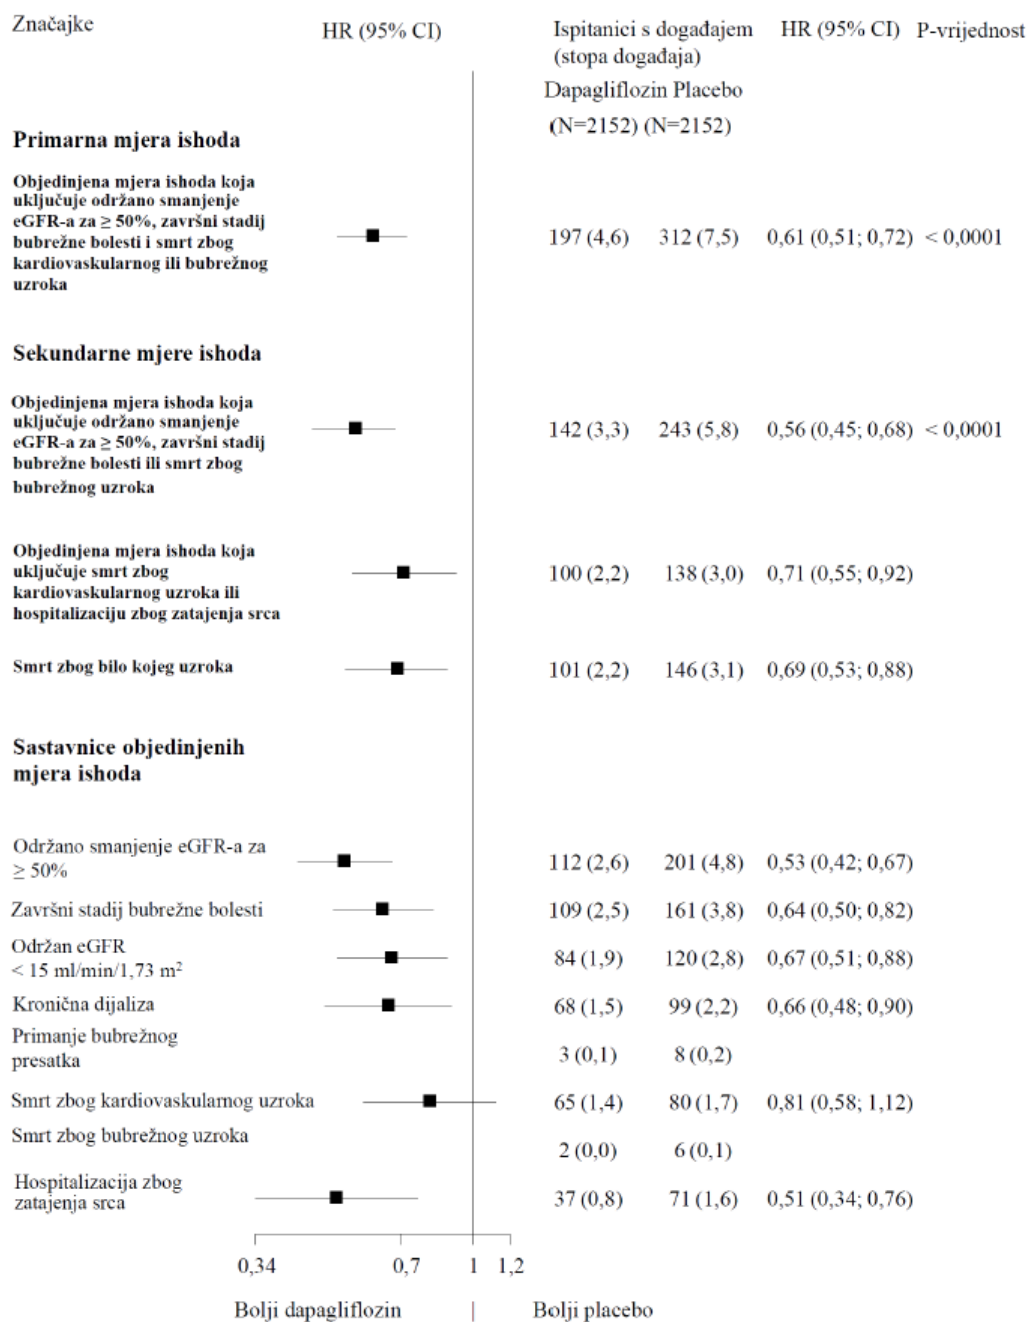 Značajke HR (95% CI) Ispitanici s događajem HR (95% CI) P-vrijednost
(stopa događaja)
Dapagliflozin Placebo
(N=2152) (N=2152)
Primarna mjera ishoda
Objedinjena mjera ishoda koja
uključuje održano smanjenje
eGFR-a za ≥ 50%, završni stadij
bubrežne bolesti i smrt zbog
kardiovaskularnog ili bubrežnog
uzroka
197 (4,6) 312 (7,5) 0,61 (0,51; 0,72) < 0,0001
Sekundarne mjere ishoda
Objedinjena mjera ishoda koja
uključuje održano smanjenje
eGFR-a za ≥ 50%, završni stadij
bubrežne bolesti ili smrt zbog
bubrežnog uzroka
142 (3,3) 243 (5,8) 0,56 (0,45; 0,68) < 0,0001
Objedinjena mjera ishoda koja
uključuje smrt zbog
kardiovaskularnog uzroka ili
hospitalizaciju zbog zatajenja srca
100 (2,2) 138 (3,0) 0,71 (0,55; 0,92)
Smrt zbog bilo kojeg uzroka 101 (2,2) 146 (3,1) 0,69 (0,53; 0,88)
Sastavnice objedinjenih
mjera ishoda
Održano smanjenje eGFR-a za
≥ 50%
112 (2,6) 201 (4,8) 0,53 (0,42; 0,67)
Završni stadij bubrežne bolesti 109 (2,5) 161 (3,8) 0,64 (0,50; 0,82)
Održan eGFR
< 15 ml/min/1,73 m²
84 (1,9) 120 (2,8) 0,67 (0,51; 0,88)
Kronična dijaliza 68 (1,5) 99 (2,2) 0,66 (0,48; 0,90)
Primanje bubrežnog
presatka
3 (0,1) 8 (0,2)
Smrt zbog kardiovaskularnog uzroka 65 (1,4) 80 (1,7) 0,81 (0,58; 1,12)
Smrt zbog bubrežnog uzroka 2 (0,0) 6 (0,1)
Hospitalizacija zbog
zatajenja srca
37 (0,8) 71 (1,6) 0,51 (0,34; 0,76)
0,34 0,7 1 1,2
Bolji dapagliflozin Bolji placebo